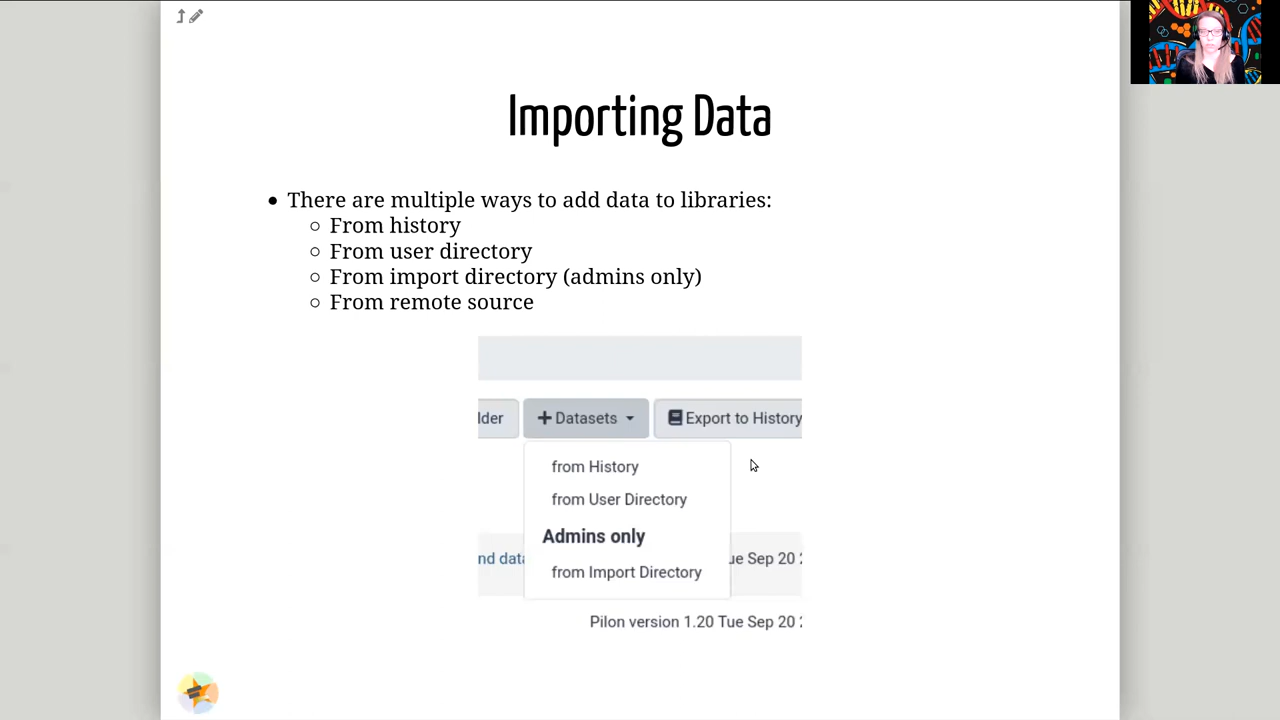 Importing Data
There are multiple ways to add data to libraries:
From history
From user directory
From import directory (admins only)
From remote source
lder
Datasets
Export to History
from History
from User Directory
Admins only
nd data
ue Sep 20 2
from Import Directory
Pilon version 1.20 Tue Sep 20 2